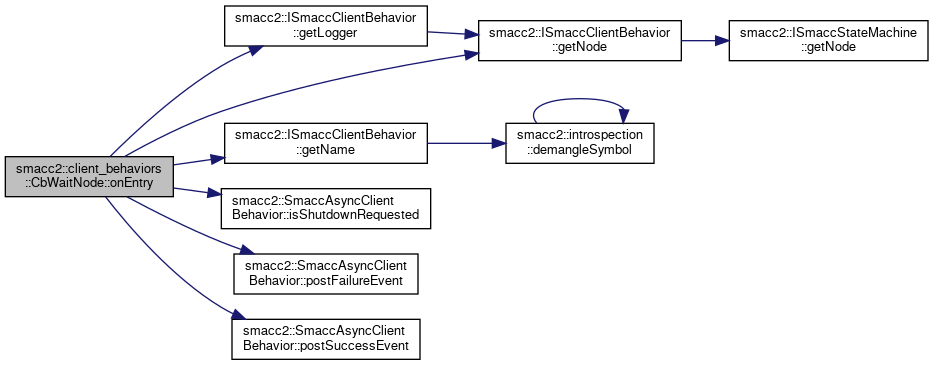 smacc2::ISmaccClientBehavior
::getLogger
smacc2::ISmaccClientBehavior
::getNode
smacc2::ISmaccStateMachine
::getNode
smacc2::ISmaccClientBehavior
::getName
smacc2::introspection
::demangleSymbol
smacc2::client_behaviors
::CbWaitNode::onEntry
smacc2::SmaccAsyncClient
Behavior::isShutdownRequested
smacc2::SmaccAsyncClient
Behavior::postFailureEvent
smacc2::SmaccAsyncClient
Behavior::postSuccessEvent